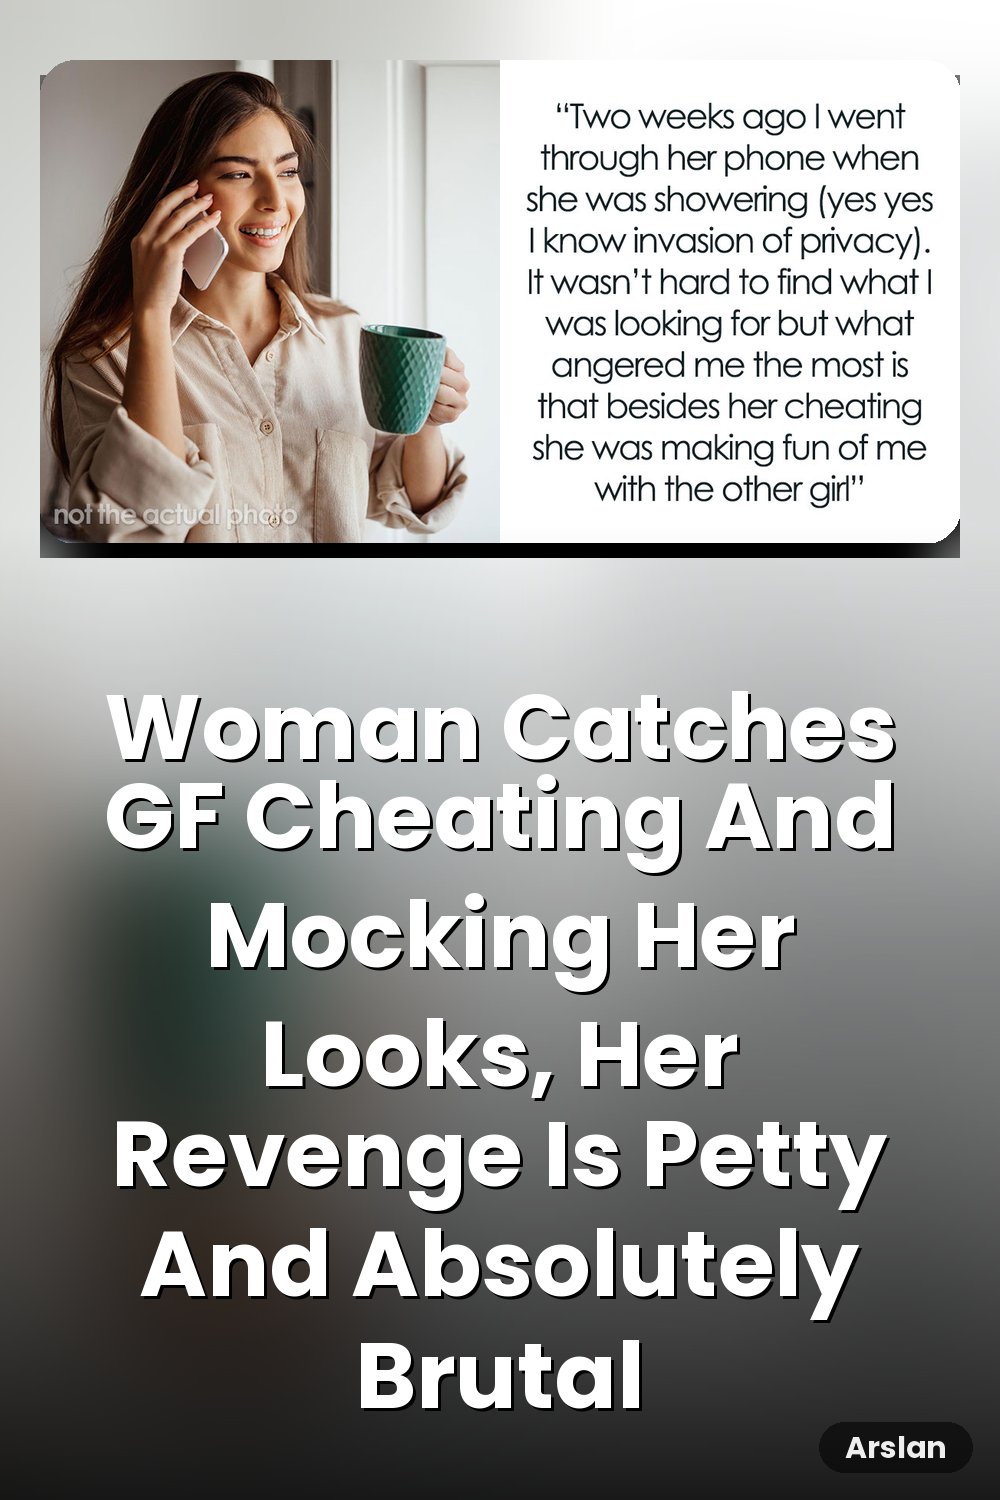 “Two weeks ago I went
through her phone when
she was showering (yes yes
I know invasion of privacy).
It wasn’t hard to find what I
was looking for but what
angered me the most is
that besides her cheating
she was making fun of me
with the other girl”
not the actual photo
Woman Catches
GF Cheating And
Mocking Her
Looks, Her
Revenge Is Petty
And Absolutely
Brutal
Arslan